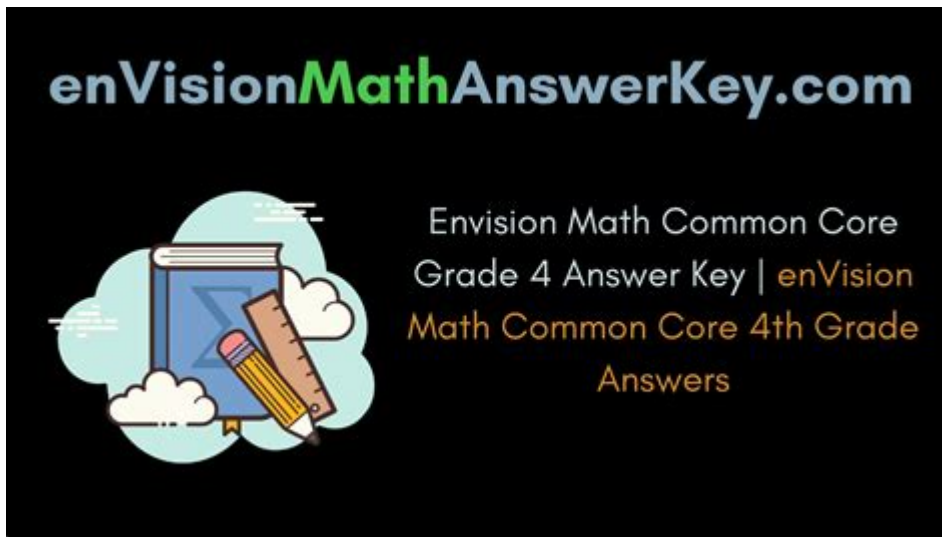 enVisionMathAnswerKey.com
Envision Math Common Core
Grade 4 Answer Key | enVision
Math Common Core 4th Grade
Answers